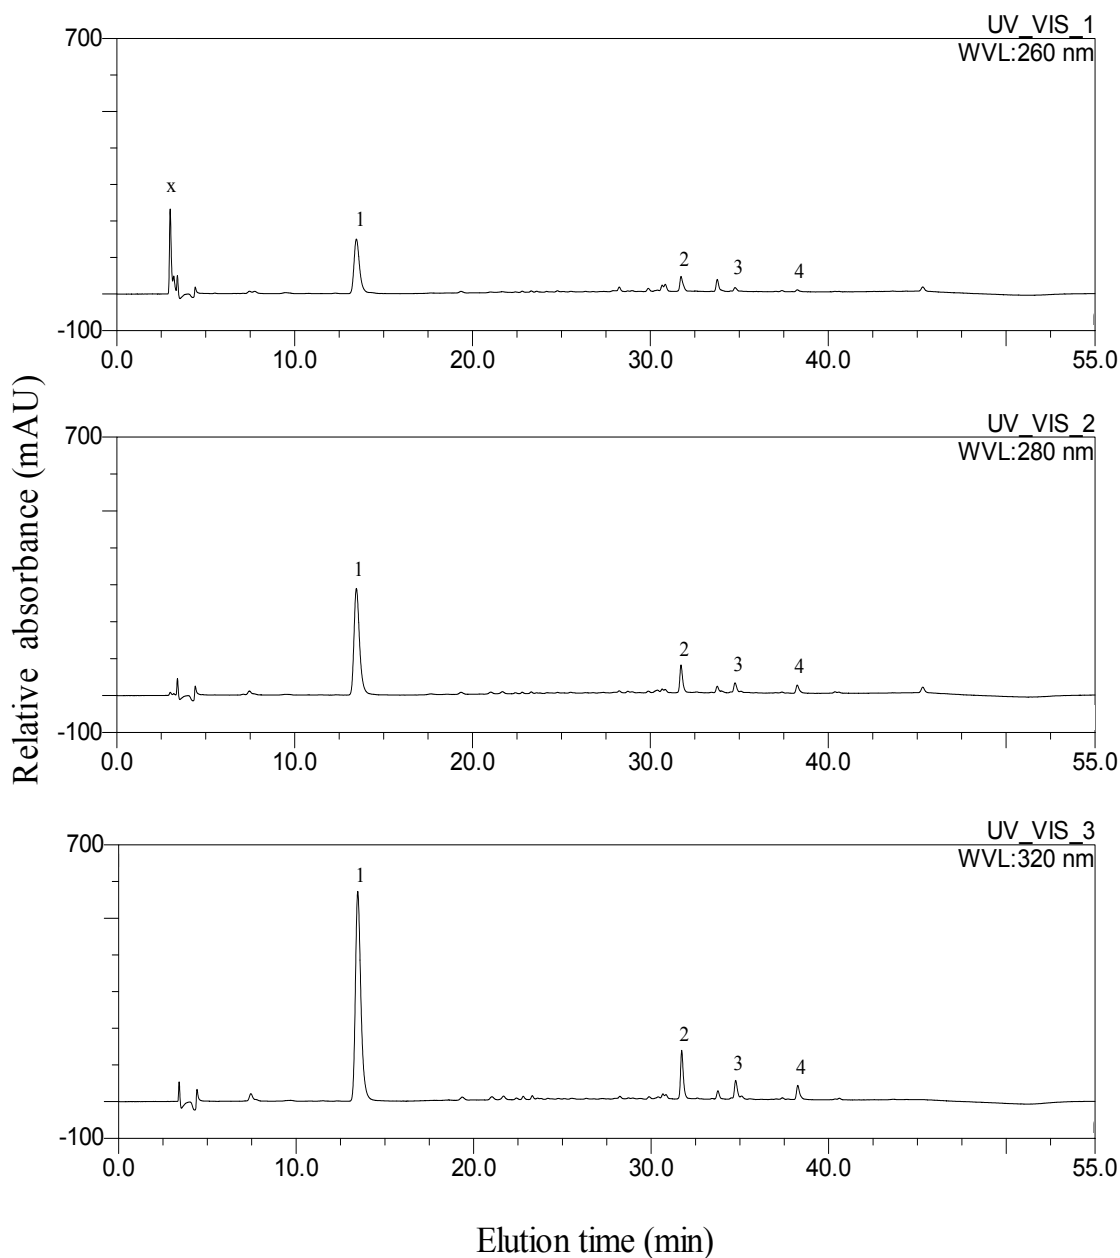 UV_VIS_1
700
WVL:260 nm
x
1
2
3
4
-100
0.0 10.0 20.0 30.0 40.0 55.0
Relative absorbance (mAU)
UV_VIS_2
700
WVL:280 nm
1
2
3
4
-100
0.0 10.0 20.0 30.0 40.0 55.0
UV_VIS_3
700
WVL:320 nm
1
2
3
4
-100
0.0 10.0 20.0 30.0 40.0 55.0
Elution time (min)